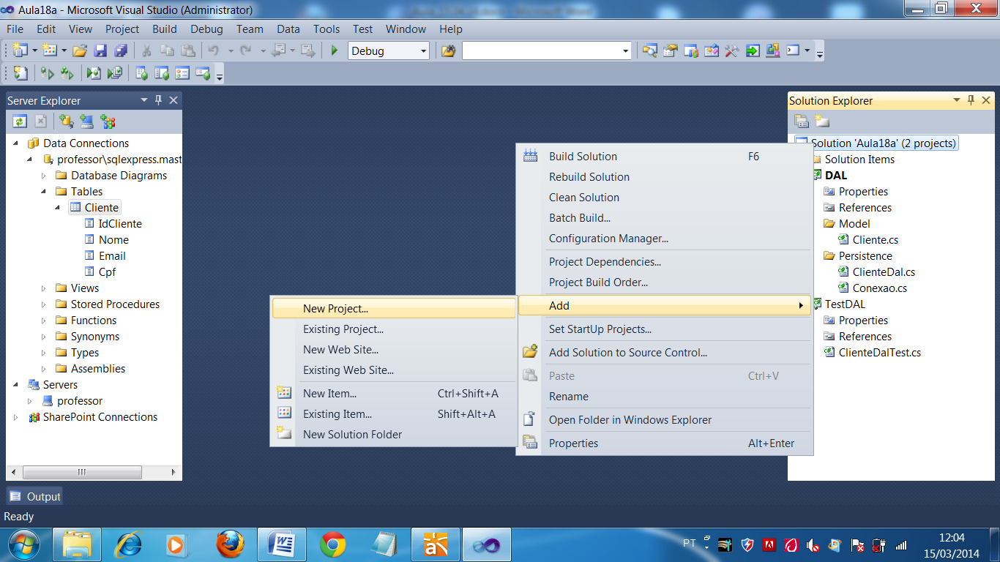 Aula18a - Microsoft Visual Studio (Administrator)
File Edit View Project Build Debug Team Data Tools Test Window Help
Debug
Server Explorer
Data Connections
professor\sqlexpress.mast
Database Diagrams
Tables
Cliente
IdCliente
Nome
Email
Cpf
Views
Stored Procedures
Functions
Synonyms
Types
Assemblies
Servers
professor
SharePoint Connections
New Project...
Existing Project...
New Web Site...
Existing Web Site...
New Item... Ctrl+Shift+A
Existing Item... Shift+Alt+A
New Solution Folder
Build Solution F6
Rebuild Solution
Clean Solution
Batch Build...
Configuration Manager...
Project Dependencies...
Project Build Order...
Add
Set StartUp Projects...
Add Solution to Source Control...
Paste Ctrl+V
Rename
Open Folder in Windows Explorer
Properties Alt+Enter
Solution Explorer
Solution 'Aula18a' (2 projects)
Solution Items
DAL
Properties
References
Model
Cliente.cs
Persistence
ClienteDal.cs
Conexao.cs
TestDAL
Properties
References
ClienteDalTest.cs
Output
Ready
PT
12:04
15/03/2014